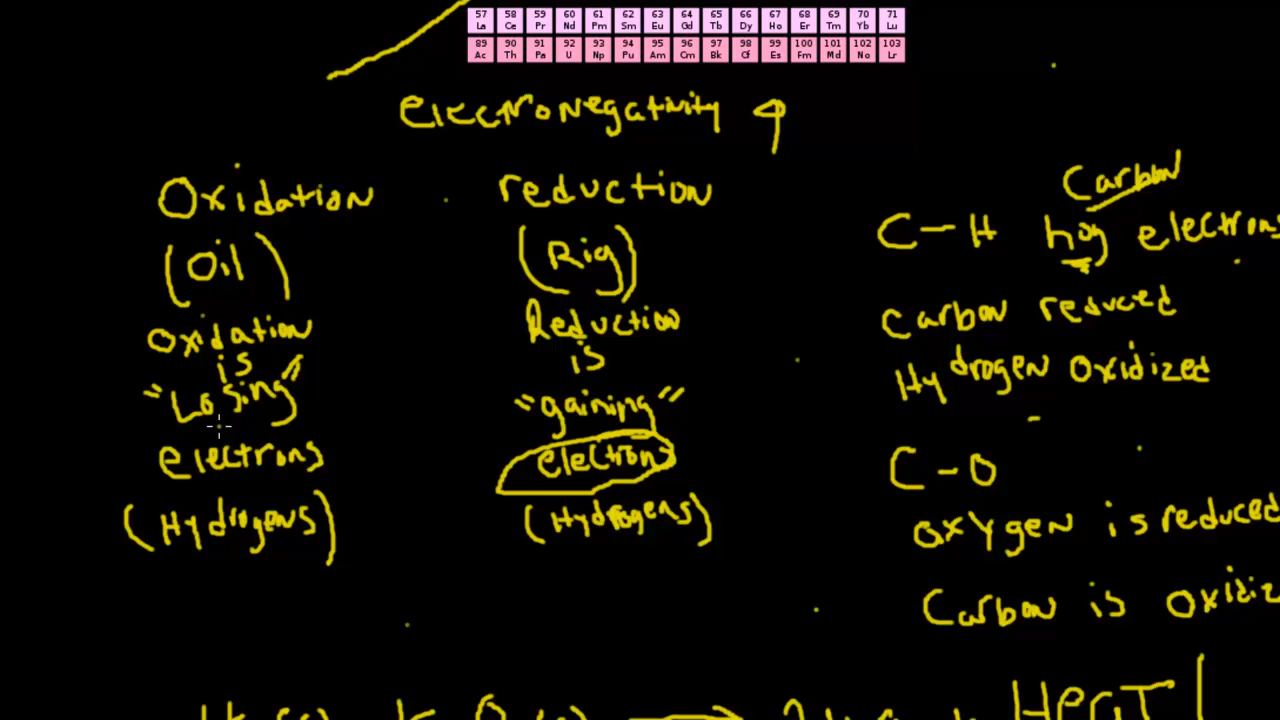 57 58 59 60 61 62 63 64 65 66 67 68 69 70 71
La Ce Pr Nd Pm Sm Eu Gd Tb Dy Ho Er Tm Yb Lu
89 90 91 92 93 94 95 96 97 98 99 100 101 102 103
Ac Th Pa U Np Pu Am Cm Bk Cf Es Fm Md No Lr
electronegativity
Oxidation
(Oil)
Oxidation
is
"Losing"
electrons
(Hydrogens)
reduction
(Rig)
Reduction
is
"gaining"
electron
(Hydrogens)
Carbon
C-H hog electrons
Carbon reduced
Hydrogen oxidized
C-O
oxygen is reduced
Carbon is oxidiz
HeaT